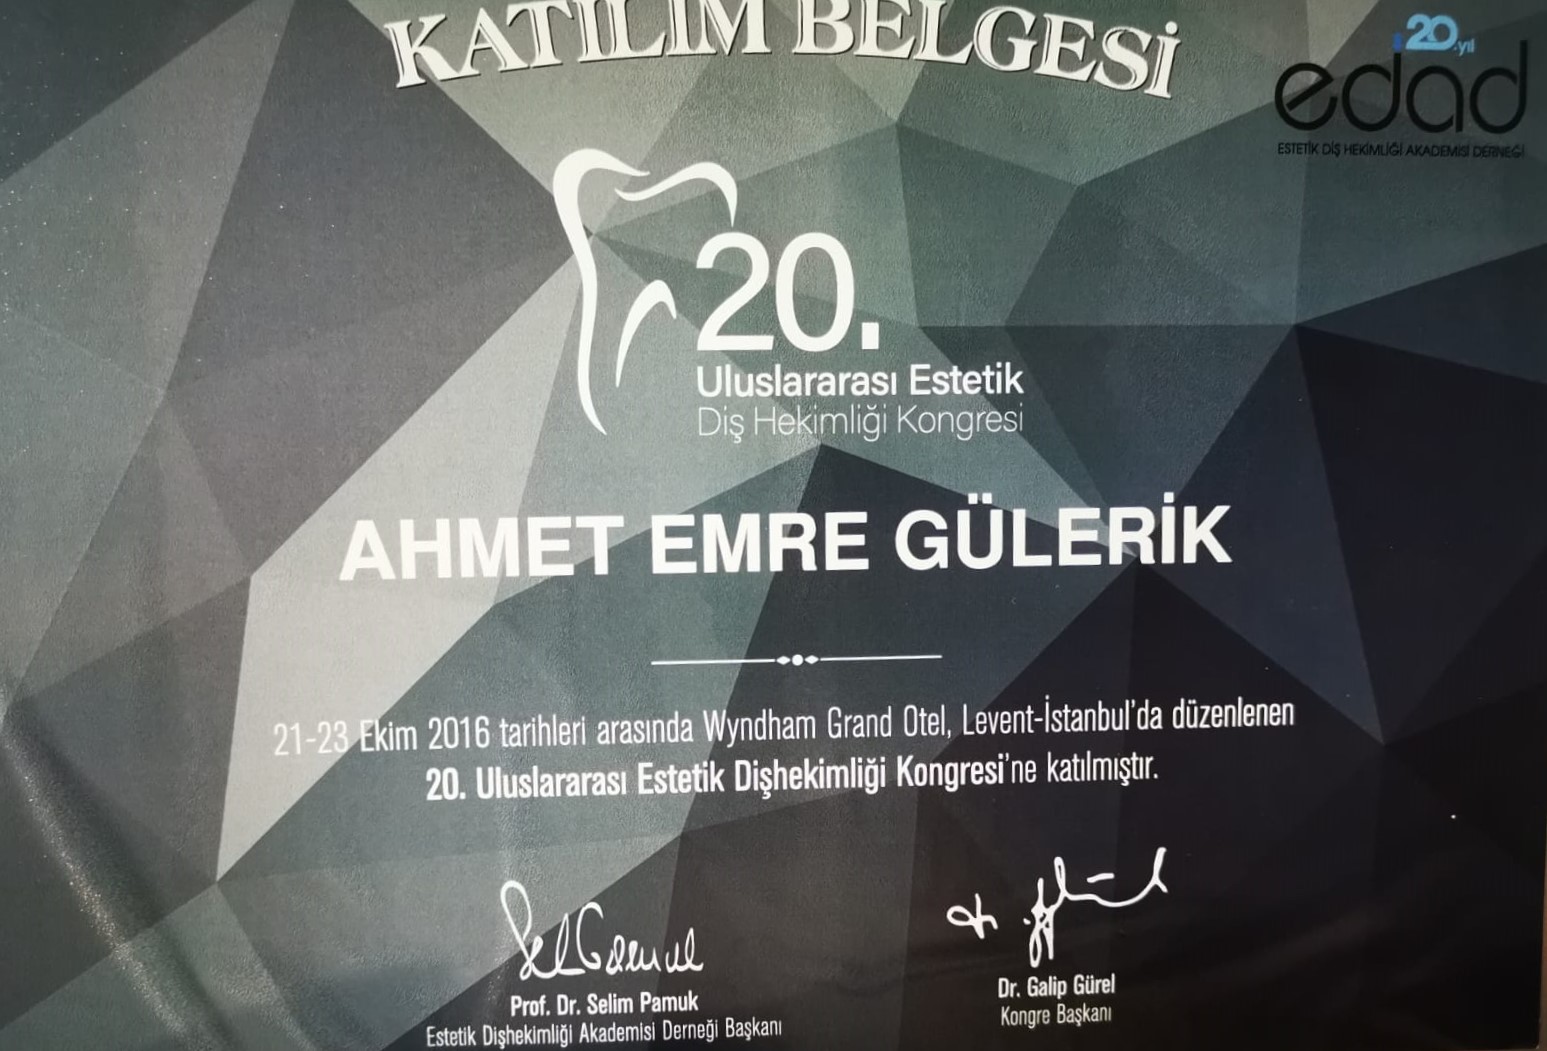 KATILIM BELGESİ
20.yıl
edad
ESTETİK DİŞ HEKİMLİĞİ AKADEMİSİ DERNEĞİ
20.
Uluslararası Estetik
Diş Hekimliği Kongresi
AHMET EMRE GÜLERİK
21-23 Ekim 2016 tarihleri arasında Wyndham Grand Otel, Levent-İstanbul'da düzenlenen
20. Uluslararası Estetik Dişhekimliği Kongresi'ne katılmıştır.
Prof. Dr. Selim Pamuk
Estetik Dişhekimliği Akademisi Derneği Başkanı
Dr. Galip Gürel
Kongre Başkanı